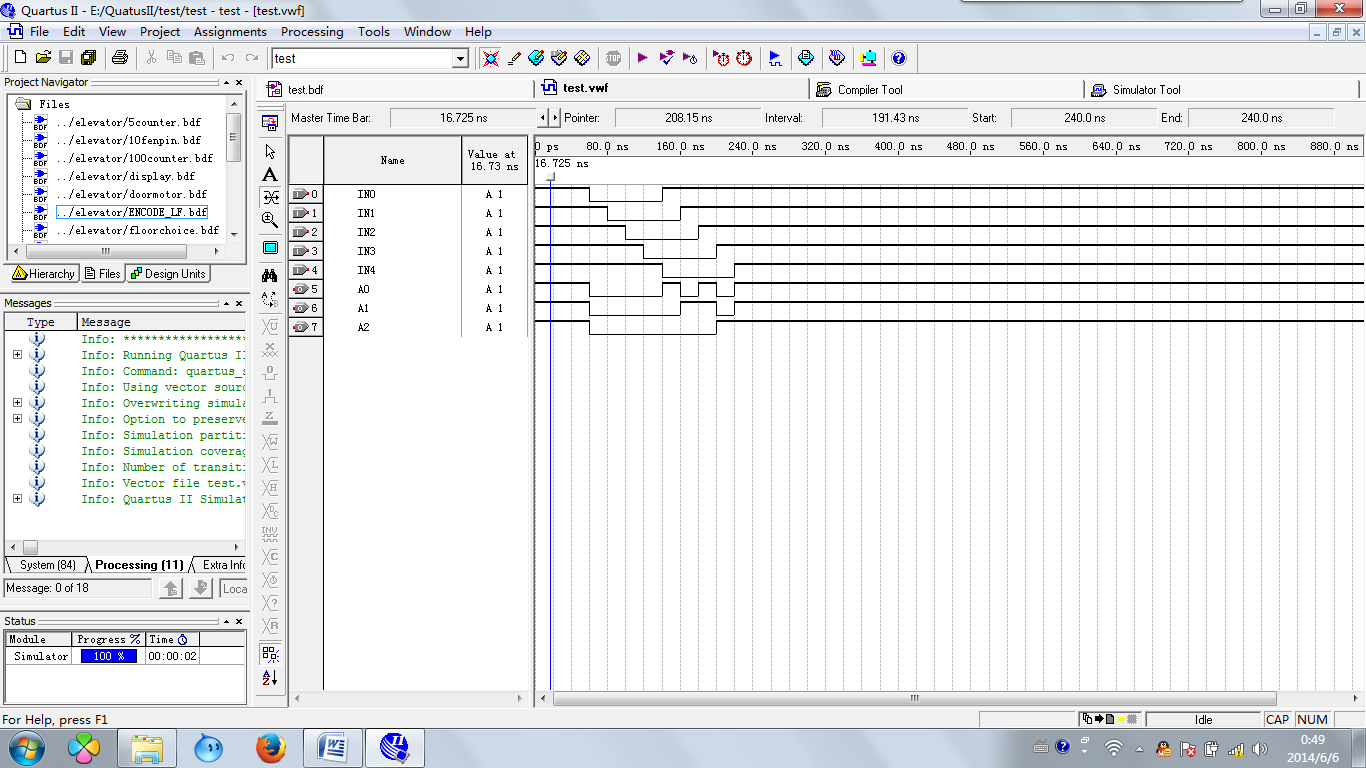 Quartus II - E:/QuatusII/test/test - test - [test.vwf]
File Edit View Project Assignments Processing Tools Window Help
test
Project Navigator
Files
../elevator/5counter.bdf
../elevator/10fenpin.bdf
../elevator/100counter.bdf
../elevator/display.bdf
../elevator/doormotor.bdf
../elevator/ENCODE_LF.bdf
../elevator/floorchoice.bdf
Hierarchy Files Design Units
Messages
Type Message
Info: ********************
Info: Running Quartus II
Info: Command: quartus_s
Info: Using vector sourc
Info: Overwriting simula
Info: Option to preserve
Info: Simulation partiti
Info: Simulation coverag
Info: Number of transiti
Info: Vector file test.v
Info: Quartus II Simulat
System (84) Processing (11) Extra Info
Message: 0 of 18 Loca
Status
Module Progress % Time
Simulator 100 % 00:00:02
test.bdf test.vwf Compiler Tool Simulator Tool
Master Time Bar: 16.725 ns Pointer: 208.15 ns Interval: 191.43 ns Start: 240.0 ns End: 240.0 ns
Name Value at 16.73 ns
0 ps 80.0 ns 160.0 ns 240.0 ns 320.0 ns 400.0 ns 480.0 ns 560.0 ns 640.0 ns 720.0 ns 800.0 ns 880.0 ns
16.725 ns
0 IN0 A 1
1 IN1 A 1
2 IN2 A 1
3 IN3 A 1
4 IN4 A 1
5 A0 A 1
6 A1 A 1
7 A2 A 1
For Help, press F1 Idle CAP NUM
0:49
2014/6/6